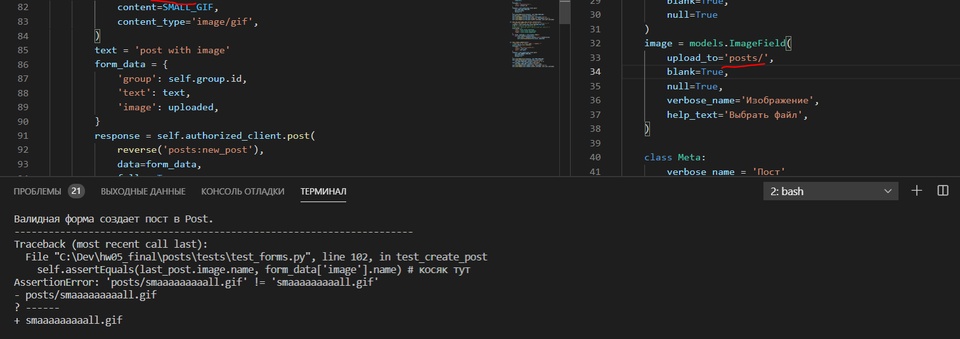 82 content=SMALL_GIF,
83 content_type='image/gif',
84 )
85 text = 'post with image'
86 form_data = {
87 'group': self.group.id,
88 'text': text,
89 'image': uploaded,
90 }
91 response = self.authorized_client.post(
92 reverse('posts:new_post'),
93 data=form_data,
29 blank=True,
30 null=True
31 )
32 image = models.ImageField(
33 upload_to='posts/',
34 blank=True,
35 null=True,
36 verbose_name='Изображение',
37 help_text='Выбрать файл',
38 )
39
40 class Meta:
41 verbose_name = 'Пост'
ПРОБЛЕМЫ 21 ВЫХОДНЫЕ ДАННЫЕ КОНСОЛЬ ОТЛАДКИ ТЕРМИНАЛ 2: bash
Валидная форма создает пост в Post.
----------------------------------------------------------------------
Traceback (most recent call last):
File "C:\Dev\hw05_final\posts\tests\test_forms.py", line 102, in test_create_post
self.assertEquals(last_post.image.name, form_data['image'].name) # косяк тут
AssertionError: 'posts/smaaaaaaaaall.gif' != 'smaaaaaaaaall.gif'
- posts/smaaaaaaaaall.gif
? ------
+ smaaaaaaaaall.gif